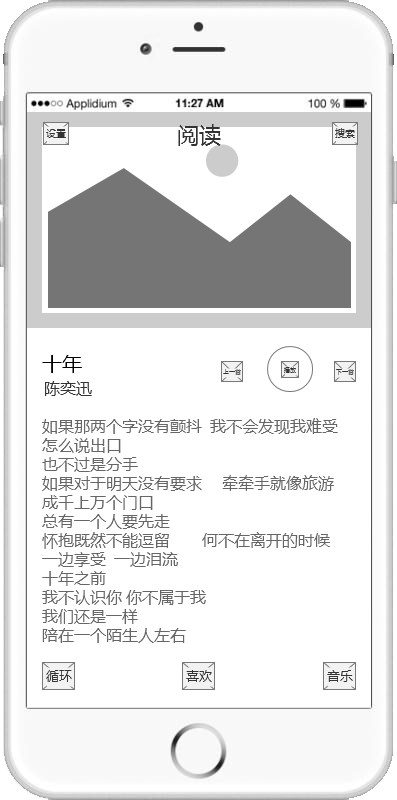 Applidium 11:27 AM 100 %
设置 阅读 搜索
十年
上一首 播放 下一首
陈奕迅
如果那两个字没有颤抖 我不会发现我难受
怎么说出口
也不过是分手
如果对于明天没有要求 牵牵手就像旅游
成千上万个门口
总有一个人要先走
怀抱既然不能逗留 何不在离开的时候
一边享受 一边泪流
十年之前
我不认识你 你不属于我
我们还是一样
陪在一个陌生人左右
循环 喜欢 音乐